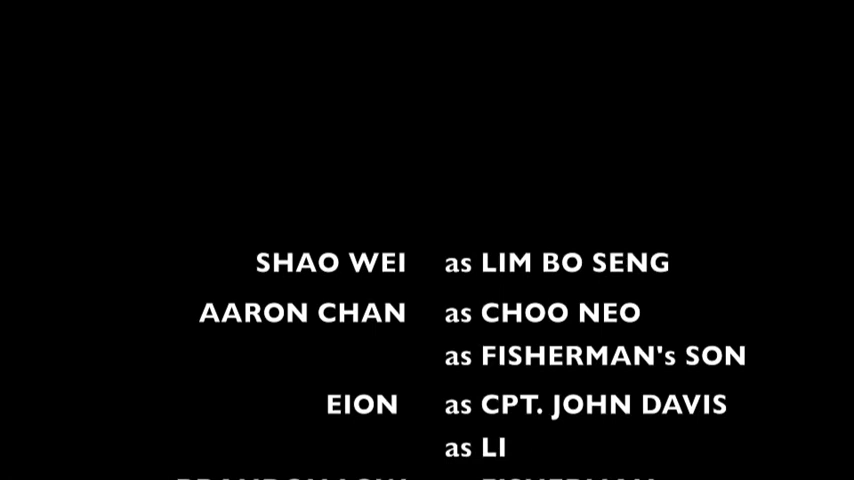 SHAO WEI as LIM BO SENG
AARON CHAN as CHOO NEO
as FISHERMAN's SON
EION as CPT. JOHN DAVIS
as LI
FISHERMAN